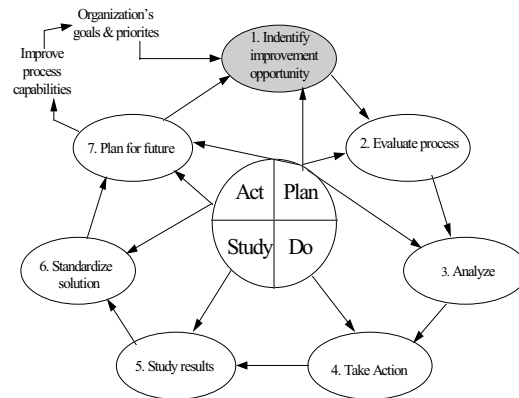 Organization's
goals & priorites
Improve
process
capabilities
1. Indentify
improvement
opportunity
2. Evaluate process
3. Analyze
4. Take Action
5. Study results
6. Standardize
solution
7. Plan for future
Act
Plan
Study
Do